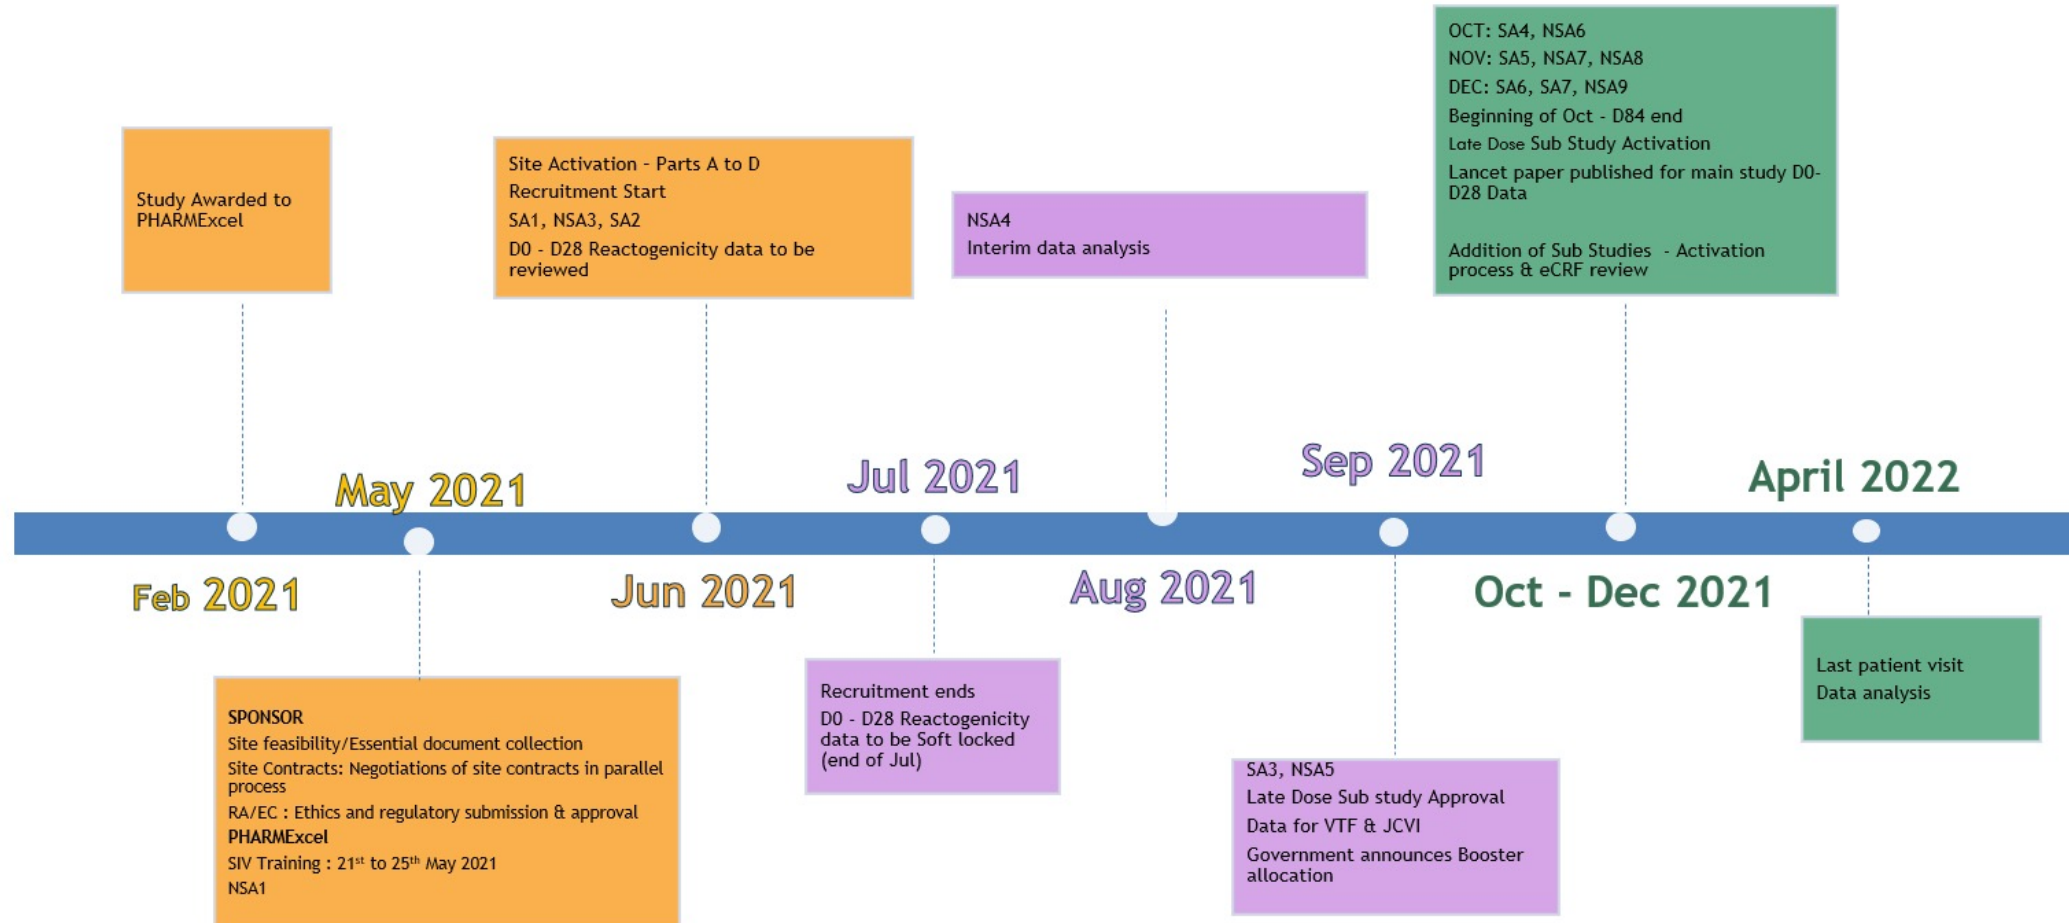 OCT: SA4, NSA6
NOV: SA5, NSA7, NSA8
DEC: SA6, SA7, NSA9
Beginning of Oct - D84 end
Late Dose Sub Study Activation
Lancet paper published for main study D0-
D28 Data
Addition of Sub Studies - Activation
process & eCRF review
Study Awarded to
PHARMExcel
Site Activation - Parts A to D
Recruitment Start
SA1, NSA3, SA2
D0 - D28 Reactogenicity data to be
reviewed
NSA4
Interim data analysis
May 2021
Jul 2021
Sep 2021
April 2022
Feb 2021
Jun 2021
Aug 2021
Oct - Dec 2021
SPONSOR
Site feasibility/Essential document collection
Site Contracts: Negotiations of site contracts in parallel
process
RA/EC : Ethics and regulatory submission & approval
PHARMExcel
SIV Training : 21st to 25th May 2021
NSA1
Recruitment ends
D0 - D28 Reactogenicity
data to be Soft locked
(end of Jul)
SA3, NSA5
Late Dose Sub study Approval
Data for VTF & JCVI
Government announces Booster
allocation
Last patient visit
Data analysis